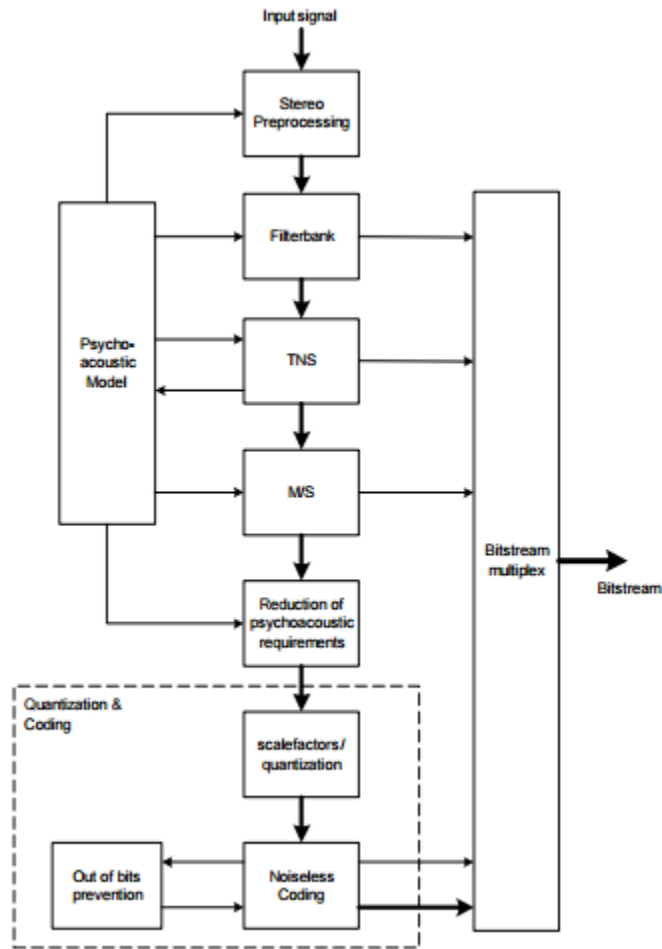 Input signal
Stereo
Preprocessing
Filterbank
Psycho-
acoustic
Model
TNS
M/S
Bitstream
multiplex
Bitstream
Reduction of
psychoacoustic
requirements
Quantization &
Coding
scalefactors/
quantization
Out of bits
prevention
Noiseless
Coding